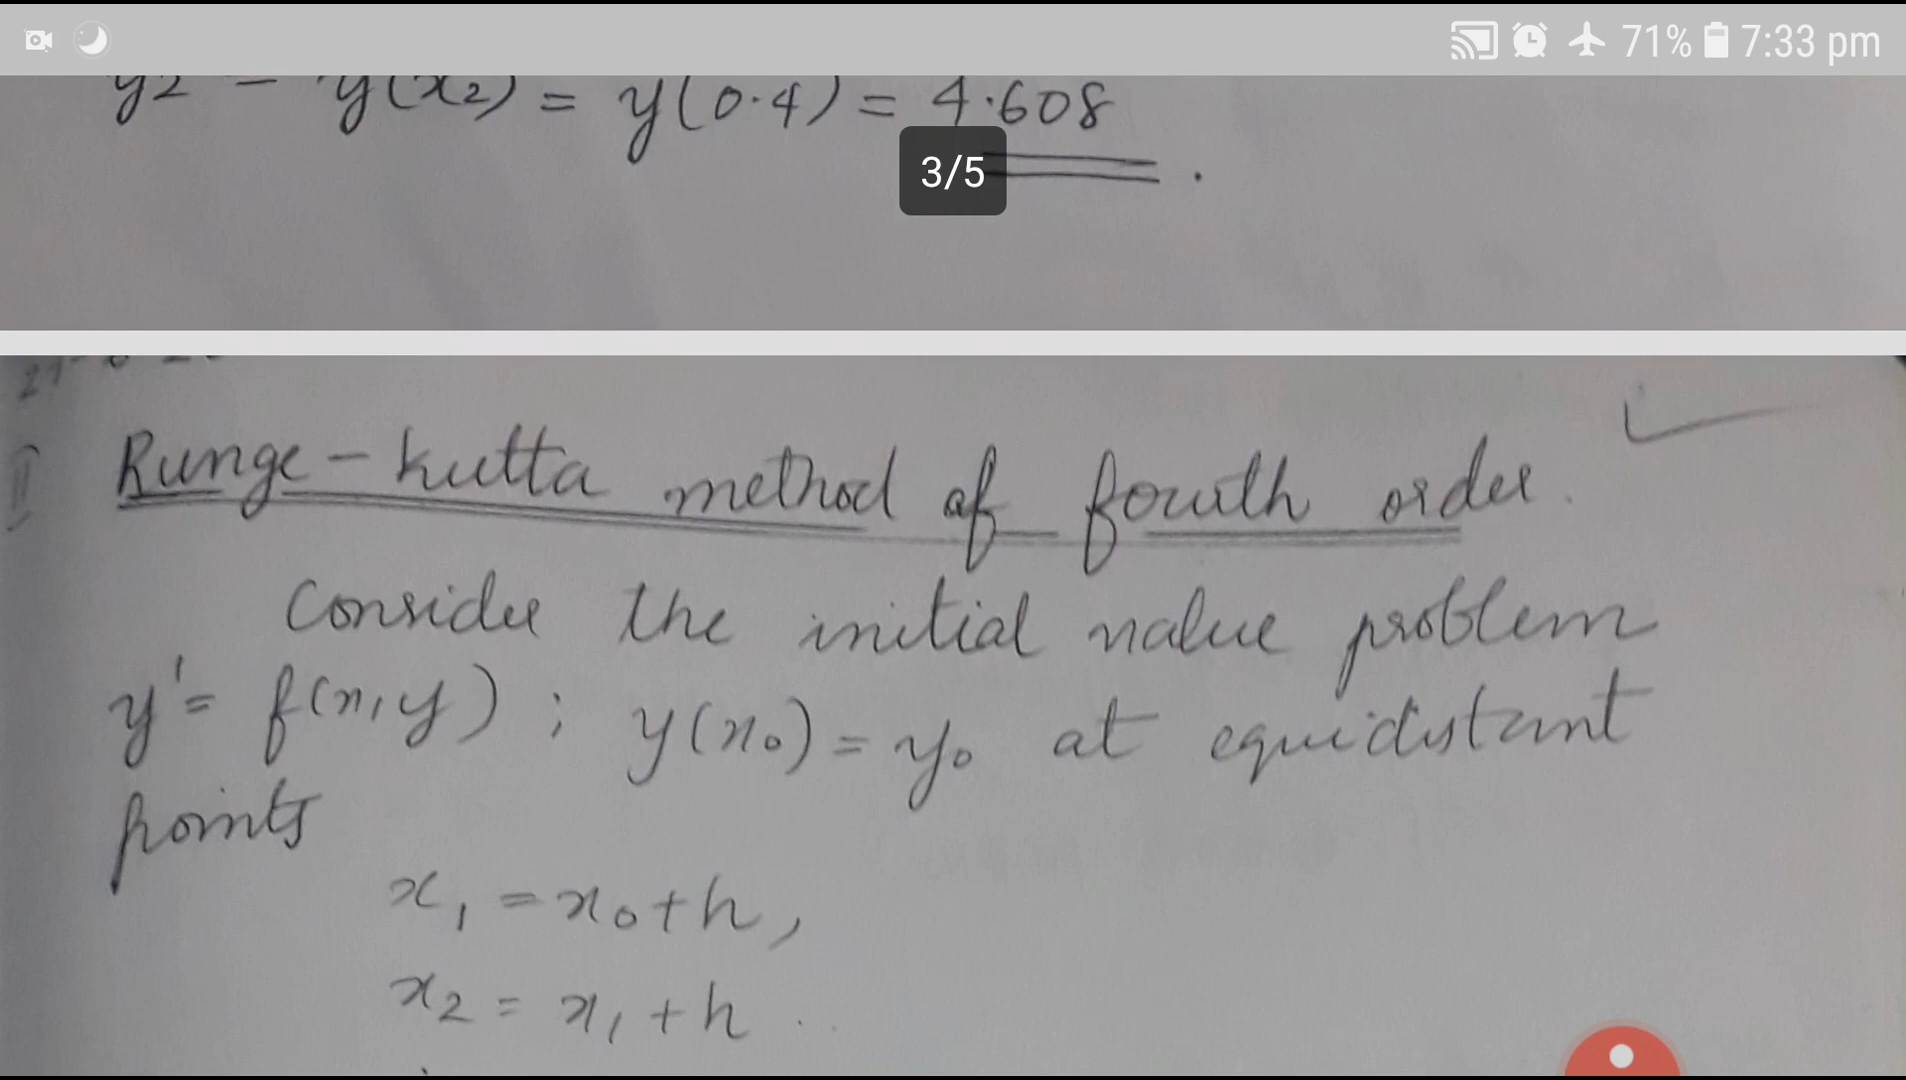 71% 7:33 pm
y2 = y(x2) = y(0.4) = 4.608
3/5
II Runge-Kutta method of fourth order.
Consider the initial value problem
y' = f(x,y) ; y(x0) = y0 at equidistant
points
x1 = x0+h,
x2 = x1+h ..